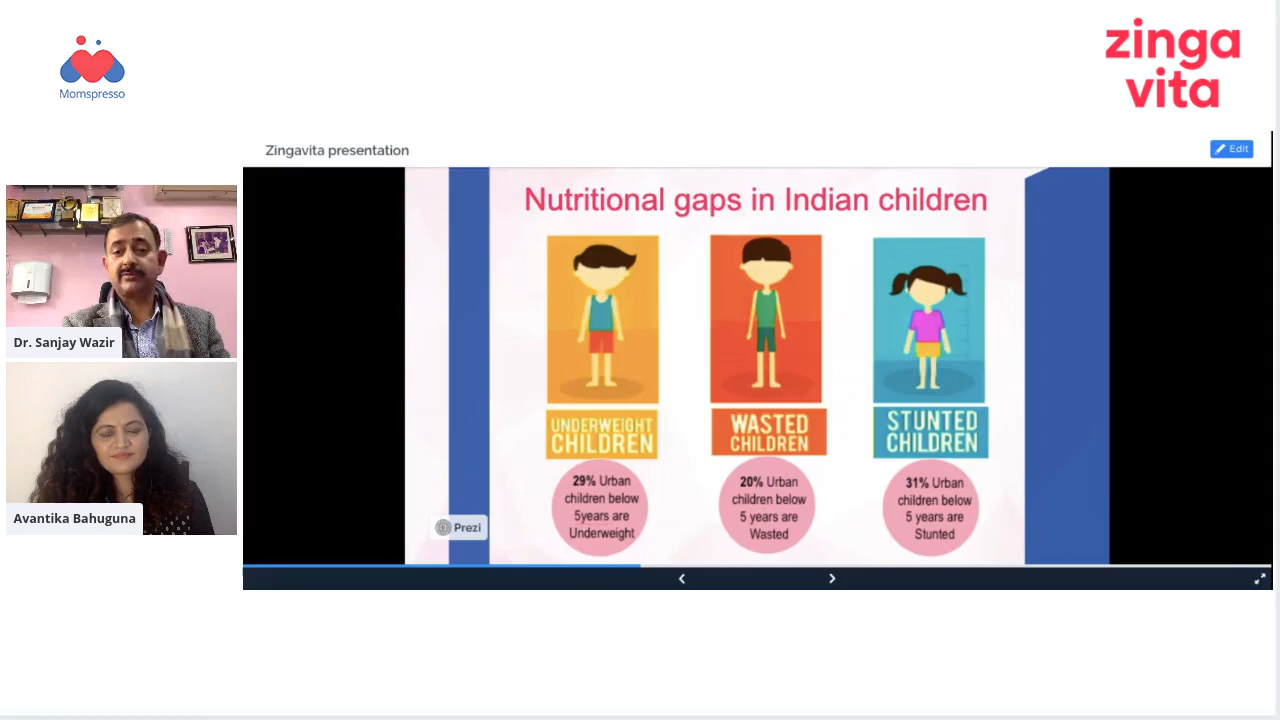 Momspresso
zinga
vita
Zingavita presentation
Edit
Dr. Sanjay Wazir
Avantika Bahuguna
Nutritional gaps in Indian children
UNDERWEIGHT
CHILDREN
WASTED
CHILDREN
STUNTED
CHILDREN
29% Urban
children below
5years are
Underweight
20% Urban
children below
5 years are
Wasted
31% Urban
children below
5 years are
Stunted
Prezi